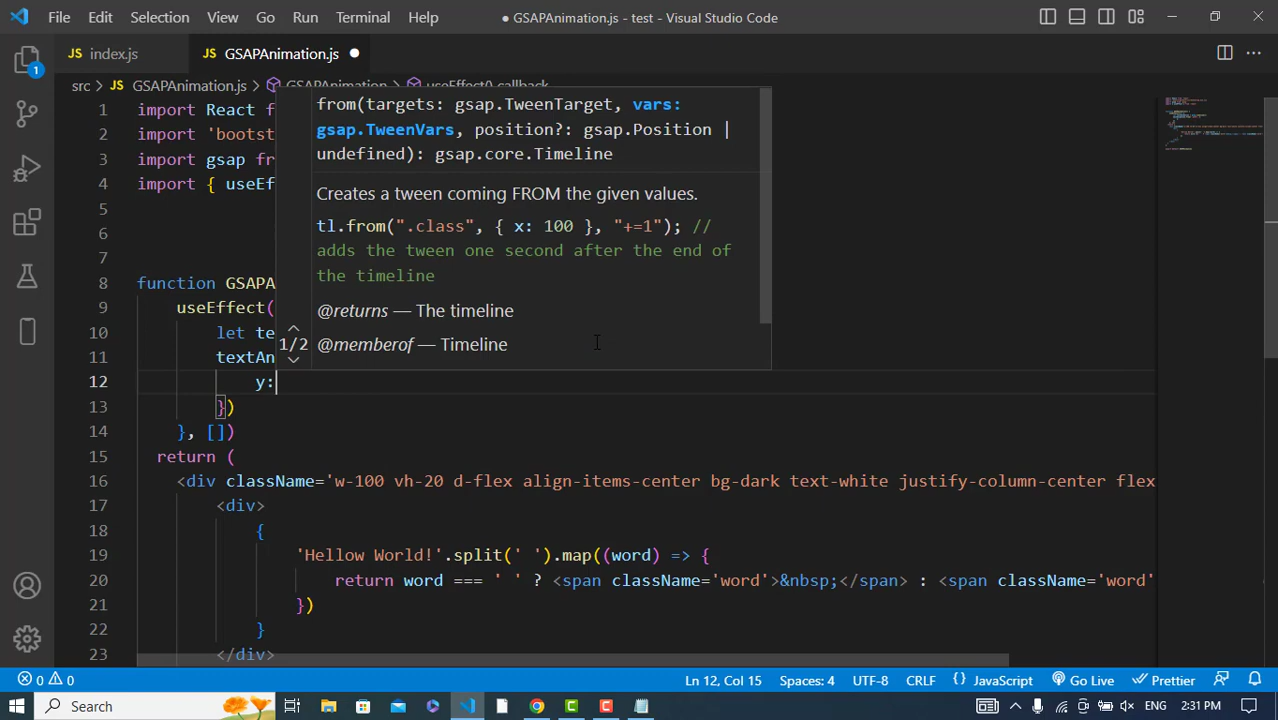 File Edit Selection View Go Run Terminal Help
● GSAPAnimation.js - test - Visual Studio Code
JS index.js
JS GSAPAnimation.js ●
src > JS GSAPAnimation.js > GSAPAnimation > useEffect() callback
1 import React f
2 import 'bootst
3 import gsap fr
4 import { useEf
5
6
7
8 function GSAPA
9 useEffect(
10 let te
11 textAn
12 y:
13 })
14 }, [])
15 return (
16 <div className='w-100 vh-20 d-flex align-items-center bg-dark text-white justify-column-center flex
17 <div>
18 {
19 'Hellow World!'.split(' ').map((word) => {
20 return word === ' ' ? <span className='word'>&nbsp;</span> : <span className='word'
21 })
22 }
23 </div>
from(targets: gsap.TweenTarget, vars:
gsap.TweenVars, position?: gsap.Position |
undefined): gsap.core.Timeline
Creates a tween coming FROM the given values.
tl.from(".class", { x: 100 }, "+=1"); //
adds the tween one second after the end of
the timeline
@returns — The timeline
1/2
@memberof — Timeline
1
0 0 Ln 12, Col 15 Spaces: 4 UTF-8 CRLF {} JavaScript Go Live Prettier
Search
ENG 2:31 PM